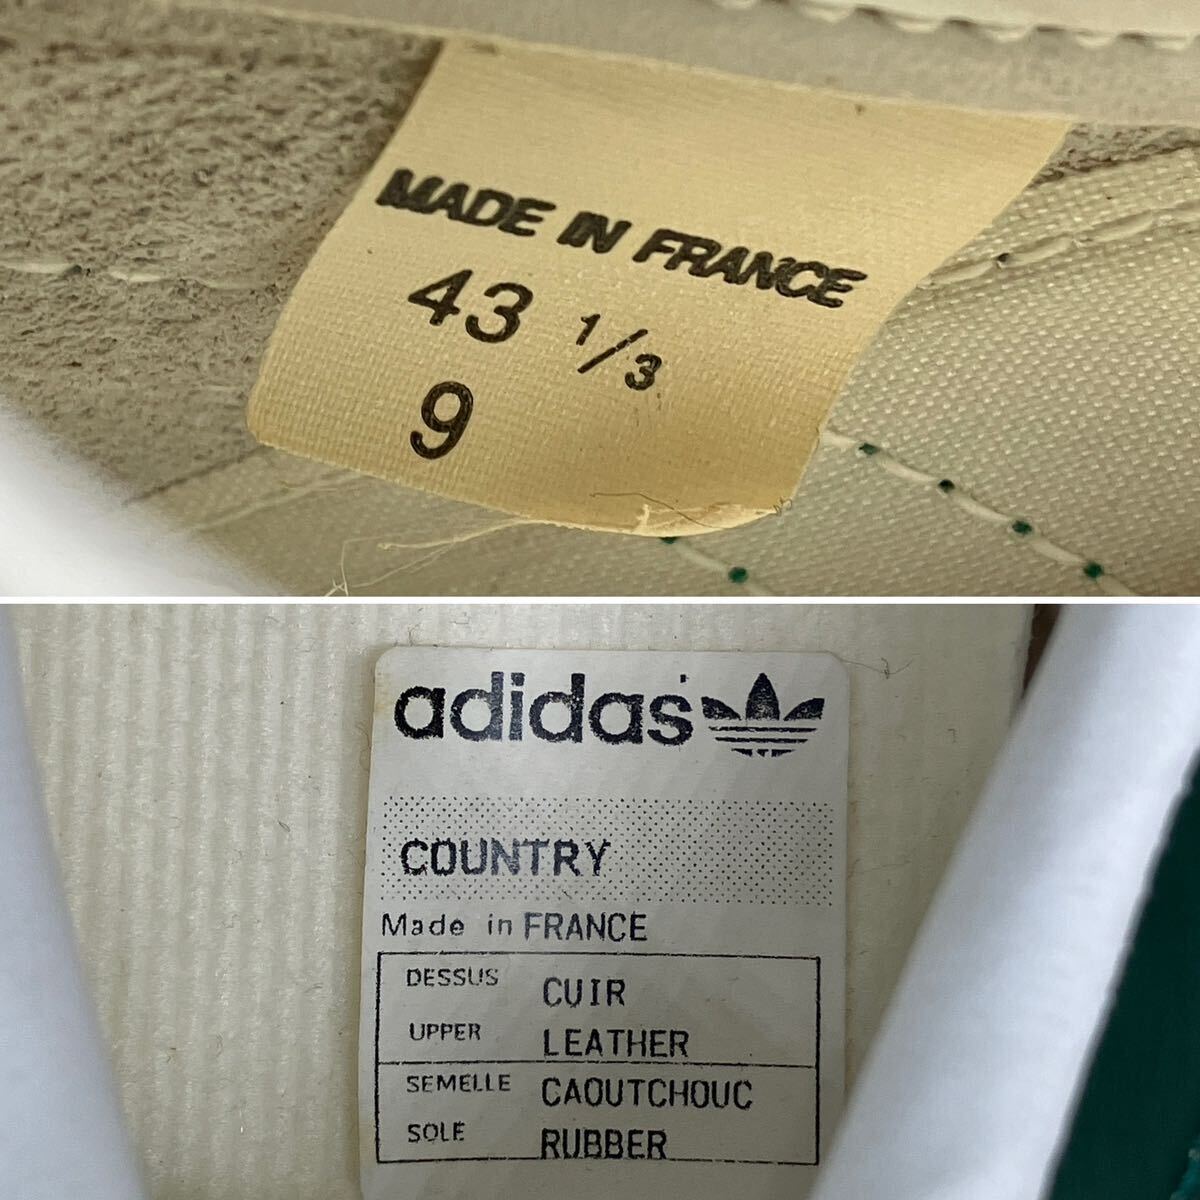 MADE IN FRANCE
43 1/3
9
adidas
COUNTRY
Made in FRANCE
DESSUS CUIR
UPPER LEATHER
SEMELLE CAOUTCHOUC
SOLE RUBBER